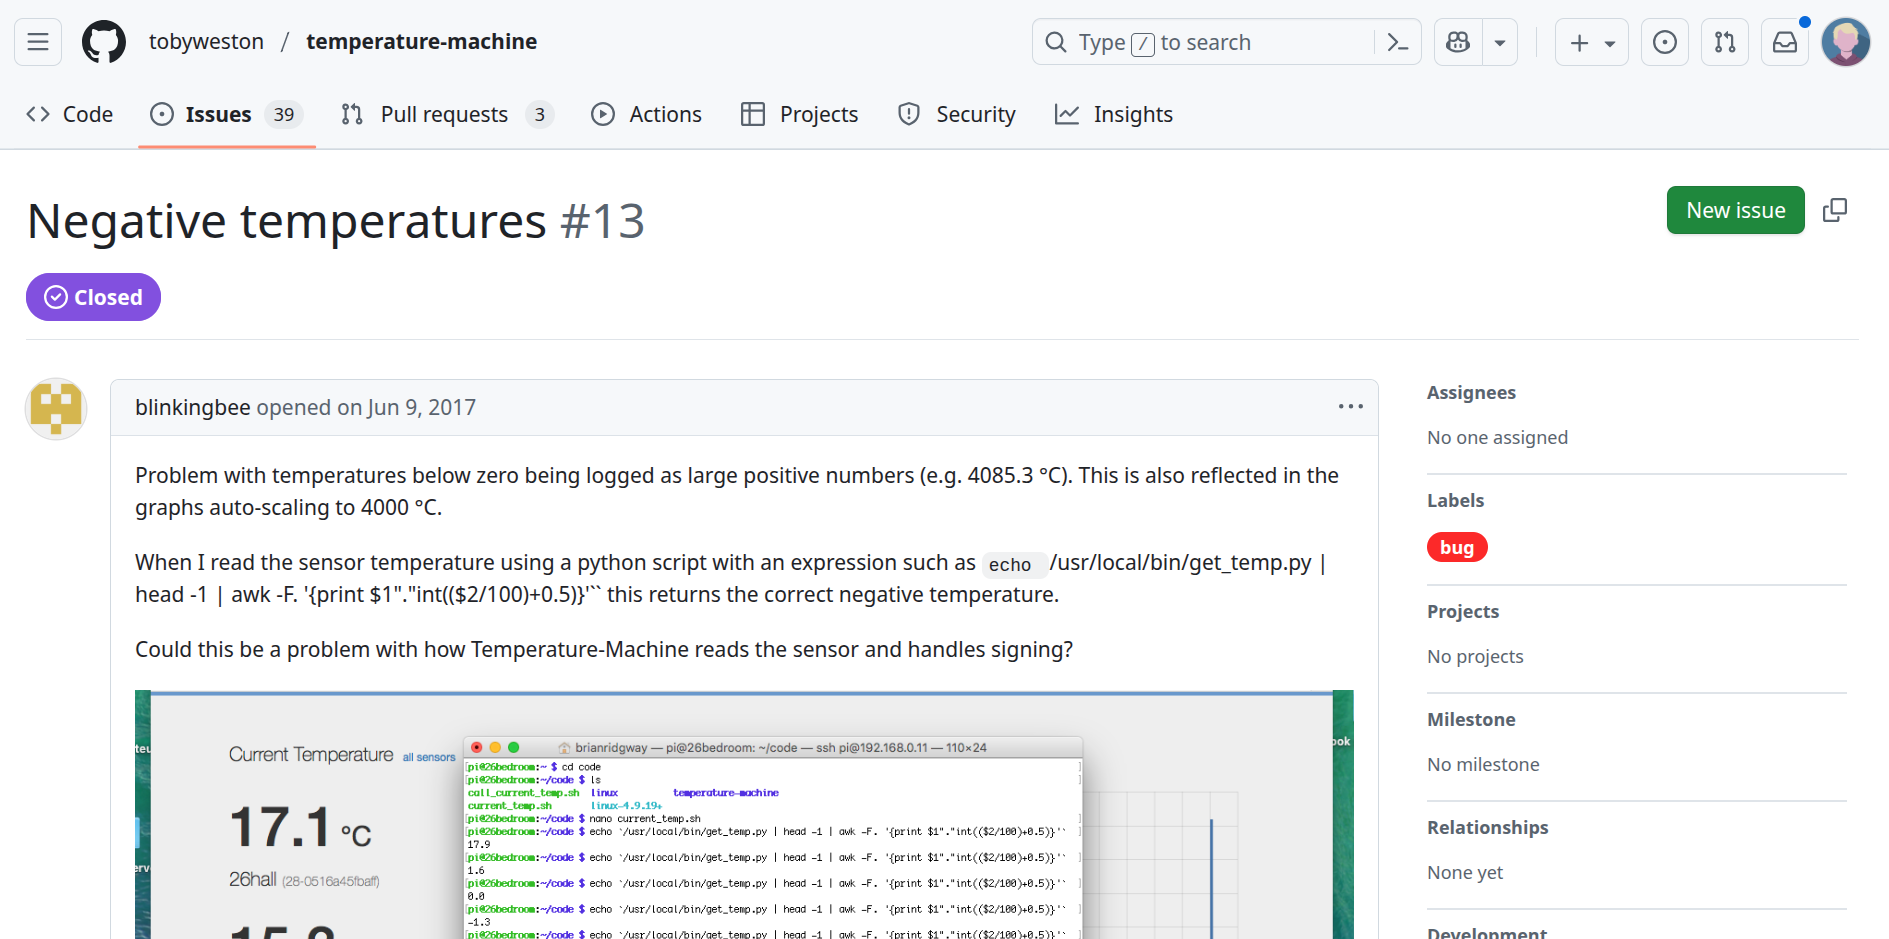 tobyweston / temperature-machine
Type / to search
Code
Issues 39
Pull requests 3
Actions
Projects
Security
Insights
Negative temperatures #13
New issue
Closed
blinkingbee opened on Jun 9, 2017
Problem with temperatures below zero being logged as large positive numbers (e.g. 4085.3 °C). This is also reflected in the
graphs auto-scaling to 4000 °C.
When I read the sensor temperature using a python script with an expression such as echo /usr/local/bin/get_temp.py |
head -1 | awk -F. '{print $1"."int(($2/100)+0.5)}'`` this returns the correct negative temperature.
Could this be a problem with how Temperature-Machine reads the sensor and handles signing?
Current Temperature all sensors
17.1 °C
26hall (28-0516a45fbaff)
brianridgway — pi@26bedroom: ~/code — ssh pi@192.168.0.11 — 110×24
[pi@26bedroom:~ $ cd code ]
[pi@26bedroom:~/code $ ls ]
call_current_temp.sh linux temperature-machine
current_temp.sh linux-4.9.19+
[pi@26bedroom:~/code $ nano current_temp.sh ]
[pi@26bedroom:~/code $ echo `/usr/local/bin/get_temp.py | head -1 | awk -F. '{print $1"."int(($2/100)+0.5)}'` ]
17.9
[pi@26bedroom:~/code $ echo `/usr/local/bin/get_temp.py | head -1 | awk -F. '{print $1"."int(($2/100)+0.5)}'` ]
1.6
[pi@26bedroom:~/code $ echo `/usr/local/bin/get_temp.py | head -1 | awk -F. '{print $1"."int(($2/100)+0.5)}'` ]
0.0
[pi@26bedroom:~/code $ echo `/usr/local/bin/get_temp.py | head -1 | awk -F. '{print $1"."int(($2/100)+0.5)}'` ]
-1.3
[pi@26bedroom:~/code $ echo `/usr/local/bin/get_temp.py | head -1 | awk -F. '{print $1"."int(($2/100)+0.5)}'` ]
ook
Assignees
No one assigned
Labels
bug
Projects
No projects
Milestone
No milestone
Relationships
None yet
Development